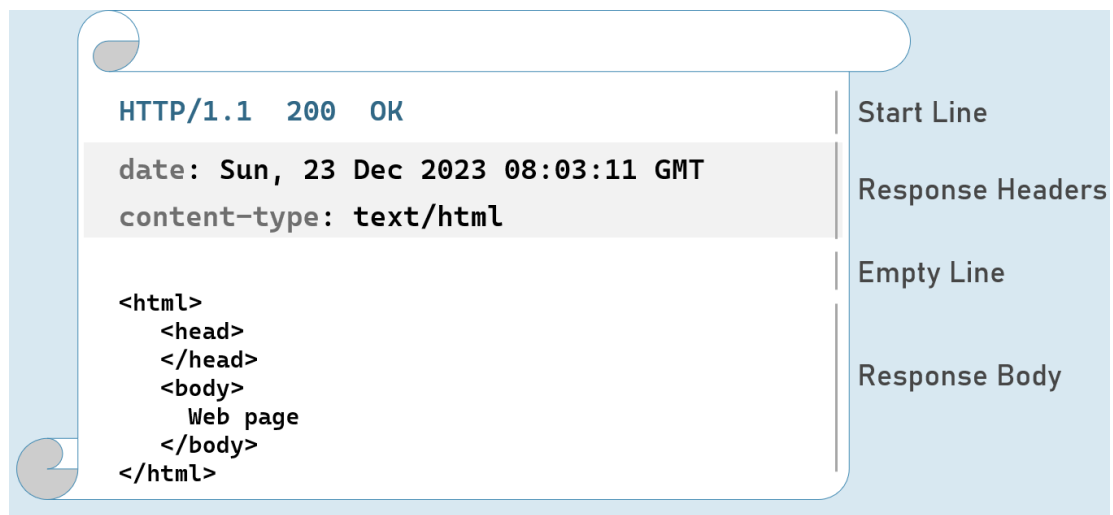 HTTP/1.1 200 OK
Start Line
date: Sun, 23 Dec 2023 08:03:11 GMT
content-type: text/html
Response Headers
Empty Line
<html>
<head>
</head>
<body>
Web page
</body>
</html>
Response Body